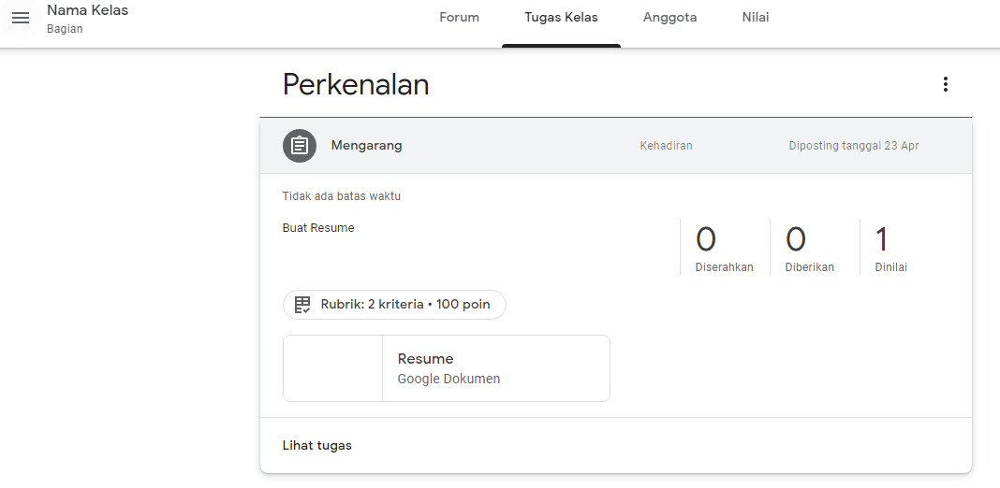 Nama Kelas
Bagian
Forum Tugas Kelas Anggota Nilai
Perkenalan
Mengarang Kehadiran Diposting tanggal 23 Apr
Tidak ada batas waktu
Buat Resume
0 0 1
Diserahkan Diberikan Dinilai
Rubrik: 2 kriteria • 100 poin
Resume
Google Dokumen
Lihat tugas